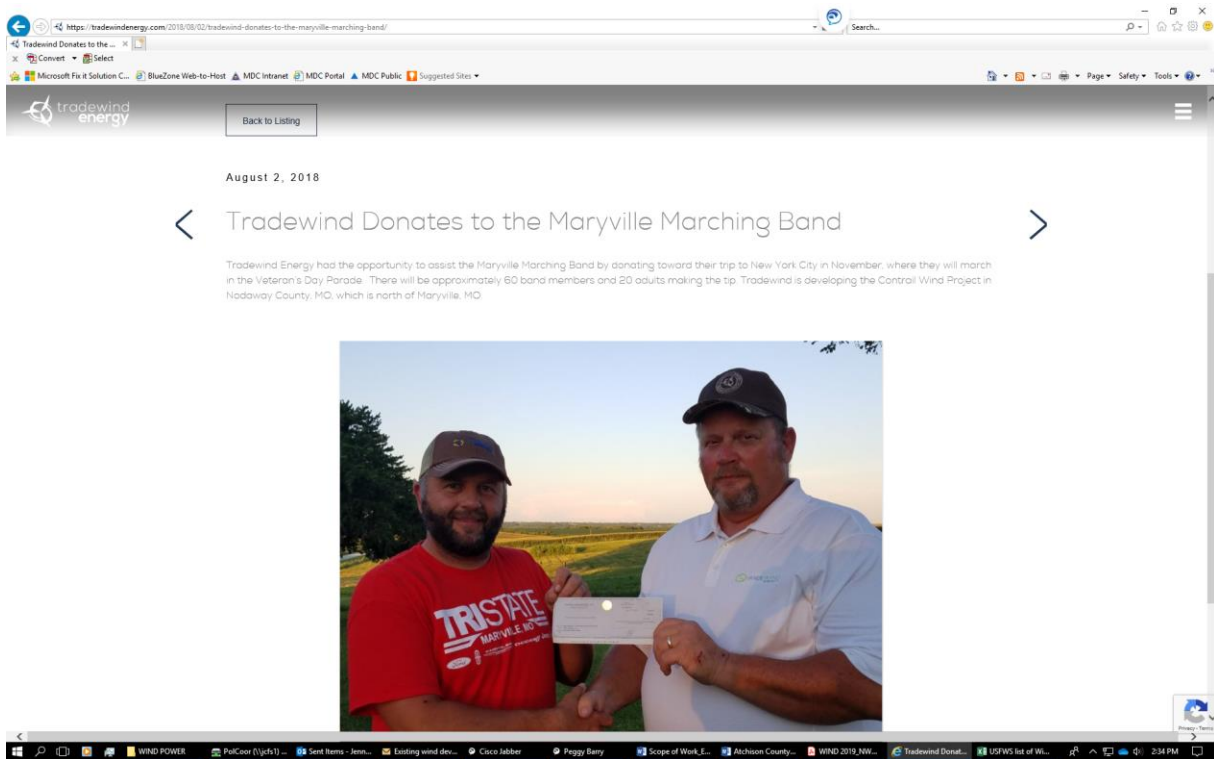 https://tradewindenergy.com/2018/08/02/tradewind-donates-to-the-maryville-marching-band/
Search...
Tradewind Donates to the ...
x Convert Select
Microsoft Fix it Solution C... BlueZone Web-to-Host MDC Intranet MDC Portal MDC Public Suggested Sites
Page Safety Tools
tradewind
energy
Back to Listing
August 2, 2018
Tradewind Donates to the Maryville Marching Band
Tradewind Energy had the opportunity to assist the Maryville Marching Band by donating toward their trip to New York City in November, where they will march
in the Veteran's Day Parade. There will be approximately 60 band members and 20 adults making the tip. Tradewind is developing the Contrail Wind Project in
Nodaway County, MO, which is north of Maryville, MO.
TRISTATE
MARYVILLE, MO
Ford
Privacy - Terms
WIND POWER PolCoor (\\jcfs1) ... Sent Items - Jenn... Existing wind dev... Cisco Jabber Peggy Barry Scope of Work_E... Atchison County... WIND 2019_NW... Tradewind Donat... USFWS list of Wi... 2:34 PM